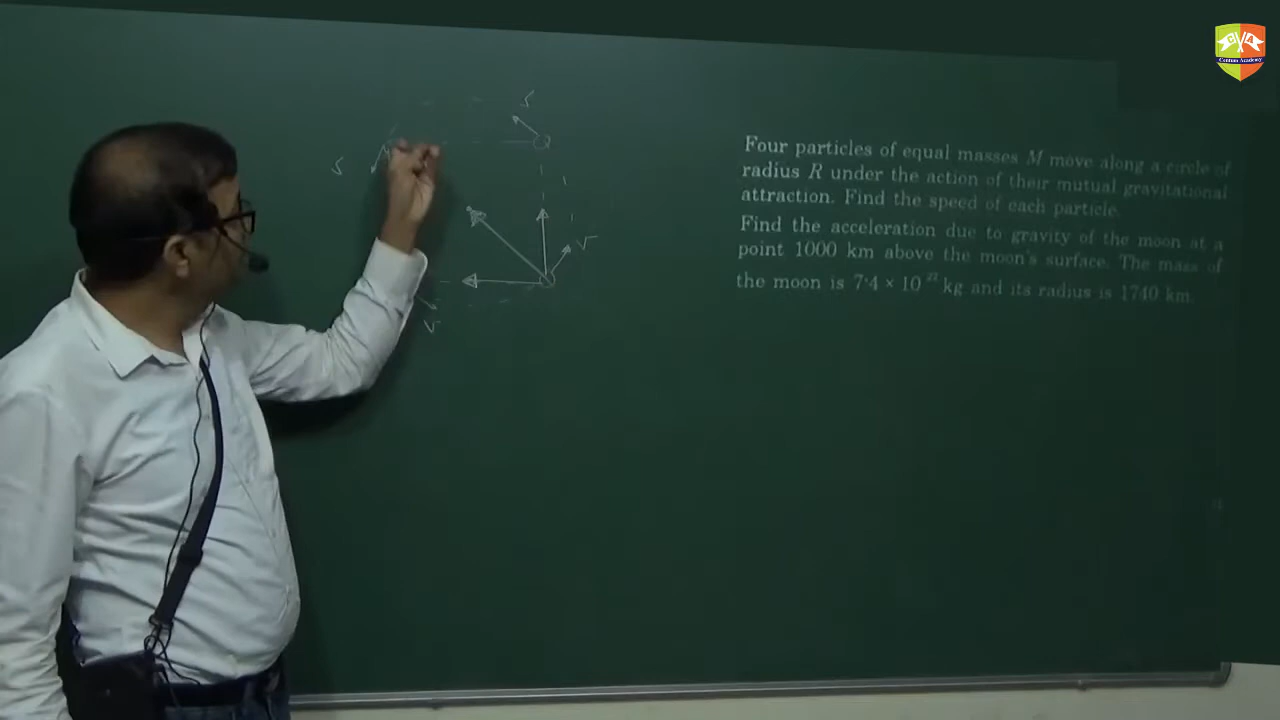 C A
Contum Academy
v
v
v
v
Four particles of equal masses M move along a circle of
radius R under the action of their mutual gravitational
attraction. Find the speed of each particle.
Find the acceleration due to gravity of the moon at a
point 1000 km above the moon's surface. The mass of
the moon is 7·4 × 10²² kg and its radius is 1740 km.